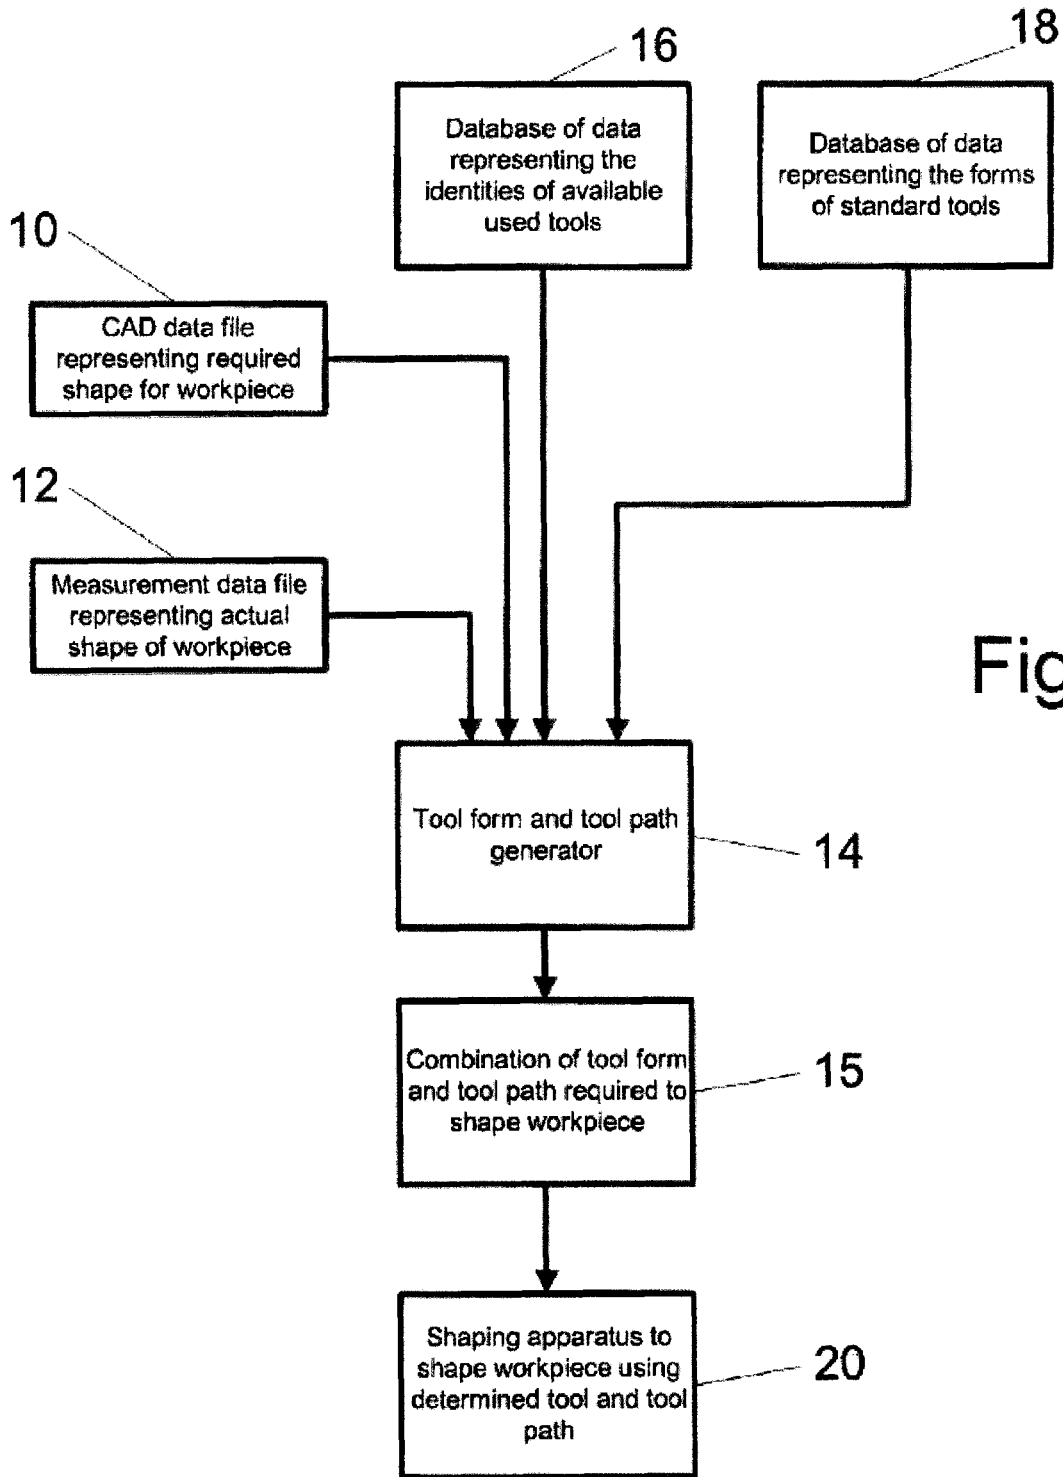 16
18
Database of data
representing the
identities of available
used tools
Database of data
representing the forms
of standard tools
10
CAD data file
representing required
shape for workpiece
12
Measurement data file
representing actual
shape of workpiece
Fig
Tool form and tool path
generator
14
Combination of tool form
and tool path required to
shape workpiece
15
Shaping apparatus to
shape workpiece using
determined tool and tool
path
20